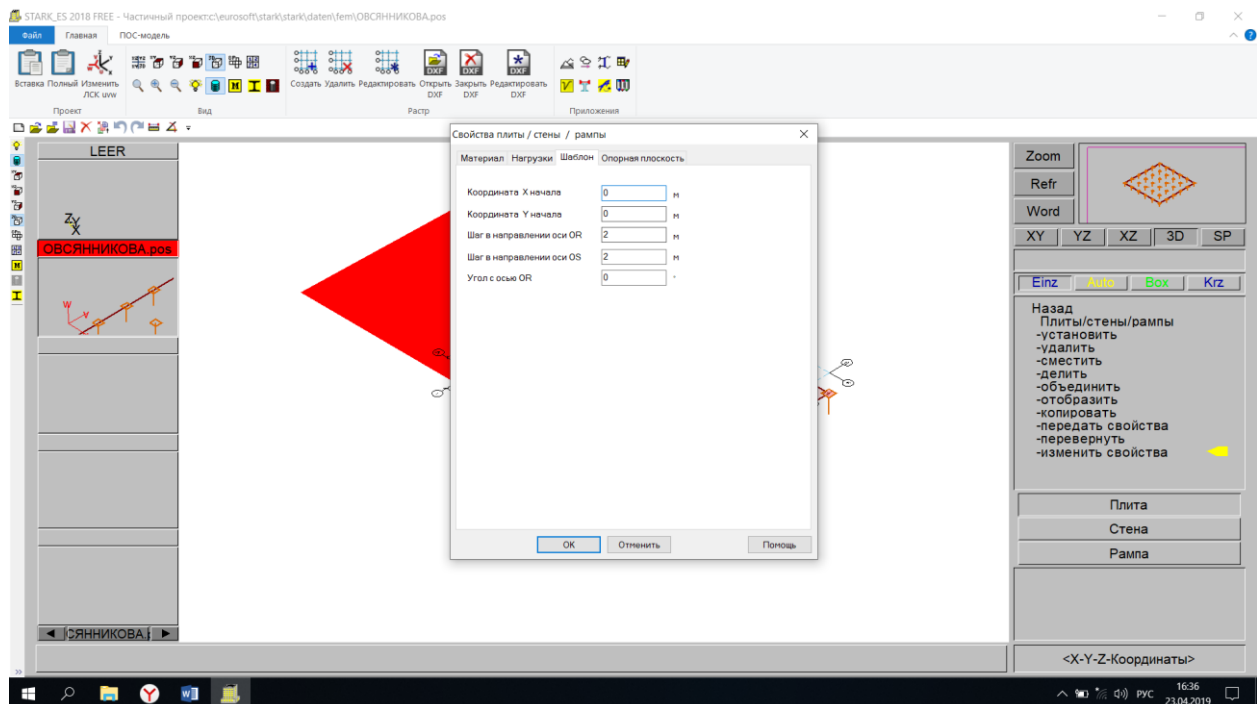 STARK_ES 2018 FREE - Частичный проект:c:\eurosoft\stark\stark\daten\fem\ОВСЯННИКОВА.pos
Файл Главная ПОС-модель
Вставка Полный Изменить ЛСК uvw
Создать Удалить Редактировать Открыть DXF Закрыть DXF Редактировать DXF
Проект Вид Растр Приложения
LEER
Z Y X
ОВСЯННИКОВА.pos
W V
СЯННИКОВА.
Свойства плиты / стены / рампы
Материал Нагрузки Шаблон Опорная плоскость
Координата X начала 0 м
Координата Y начала 0 м
Шаг в направлении оси OR 2 м
Шаг в направлении оси OS 2 м
Угол с осью OR 0 °
OK Отменить Помощь
Zoom
Refr
Word
XY YZ XZ 3D SP
Einz Auto Box Krz
Назад
Плиты/стены/рампы
-установить
-удалить
-сместить
-делить
-объединить
-отобразить
-копировать
-передать свойства
-перевернуть
-изменить свойства
Плита
Стена
Рампа
<X-Y-Z-Координаты>
РУС 16:36
23.04.2019